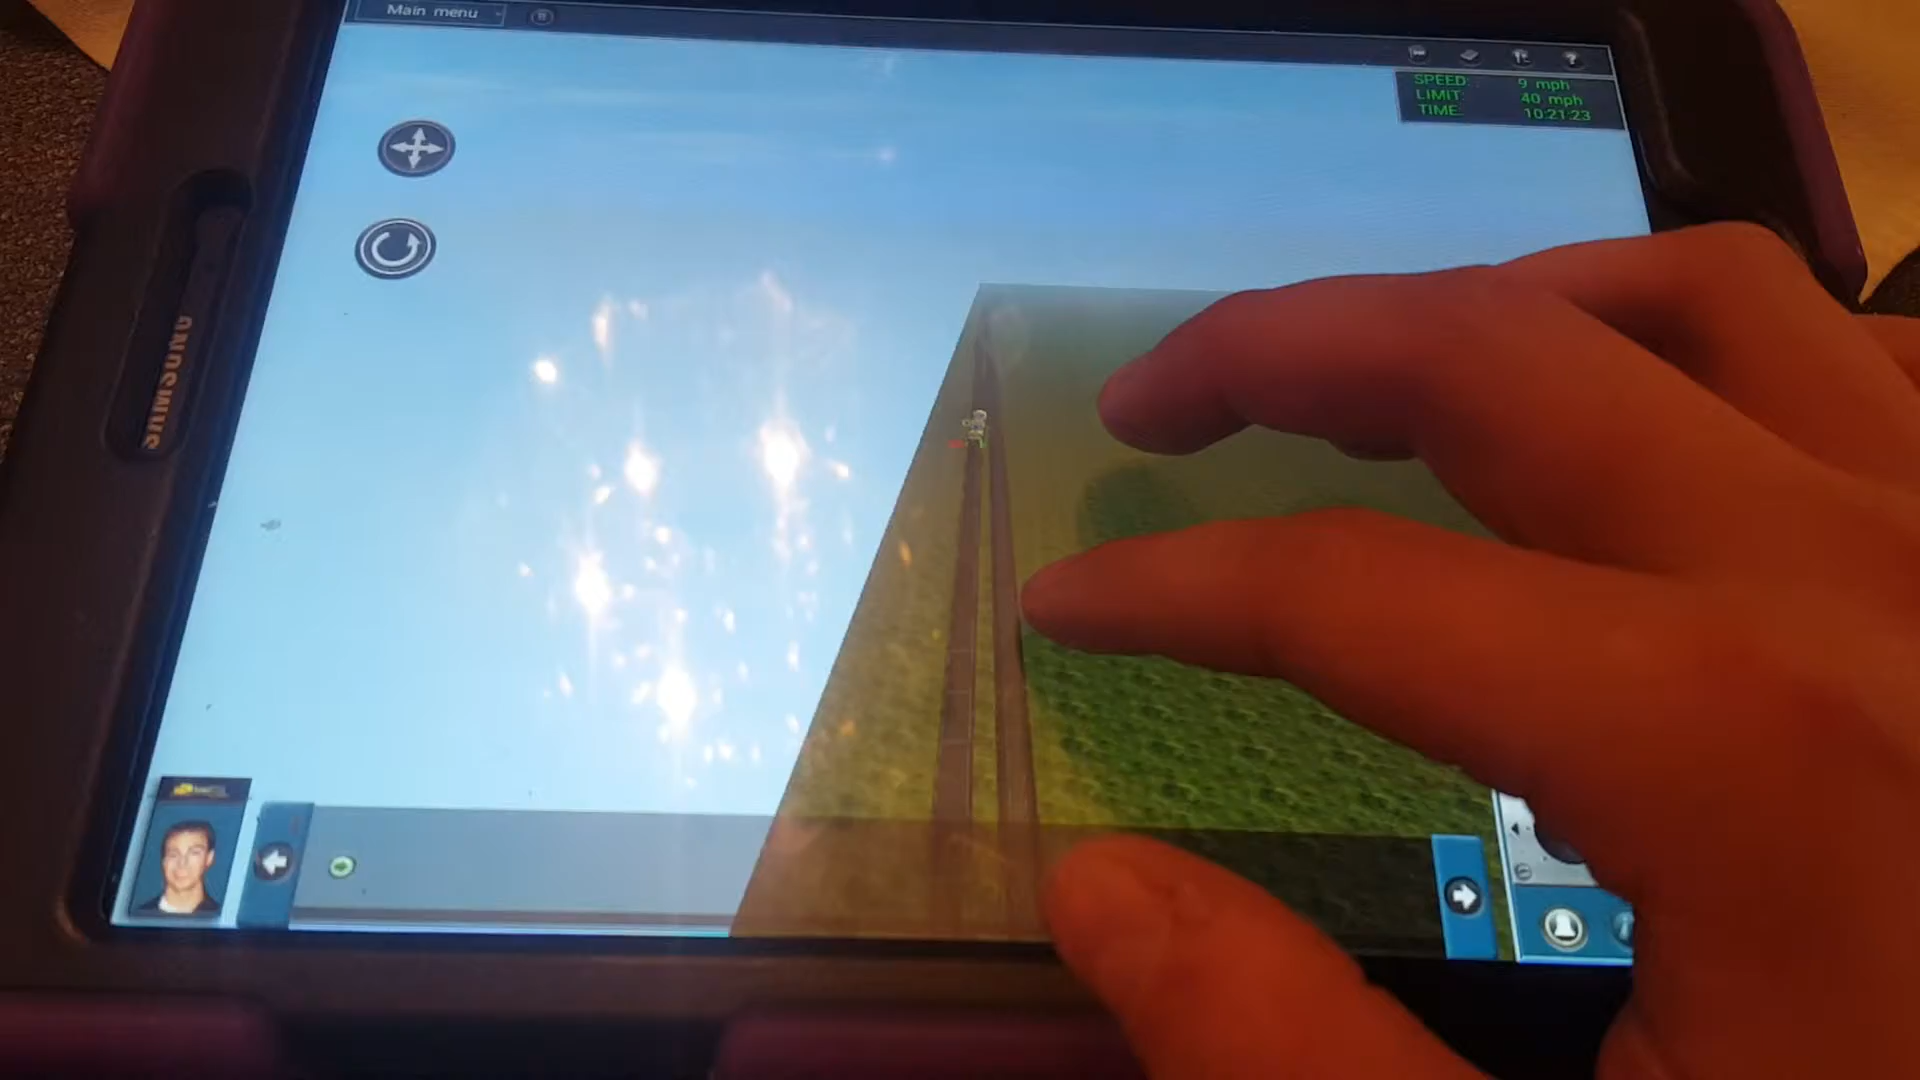 Main menu
SPEED: 9 mph
LIMIT: 40 mph
TIME: 10:21:23
SAMSUNG